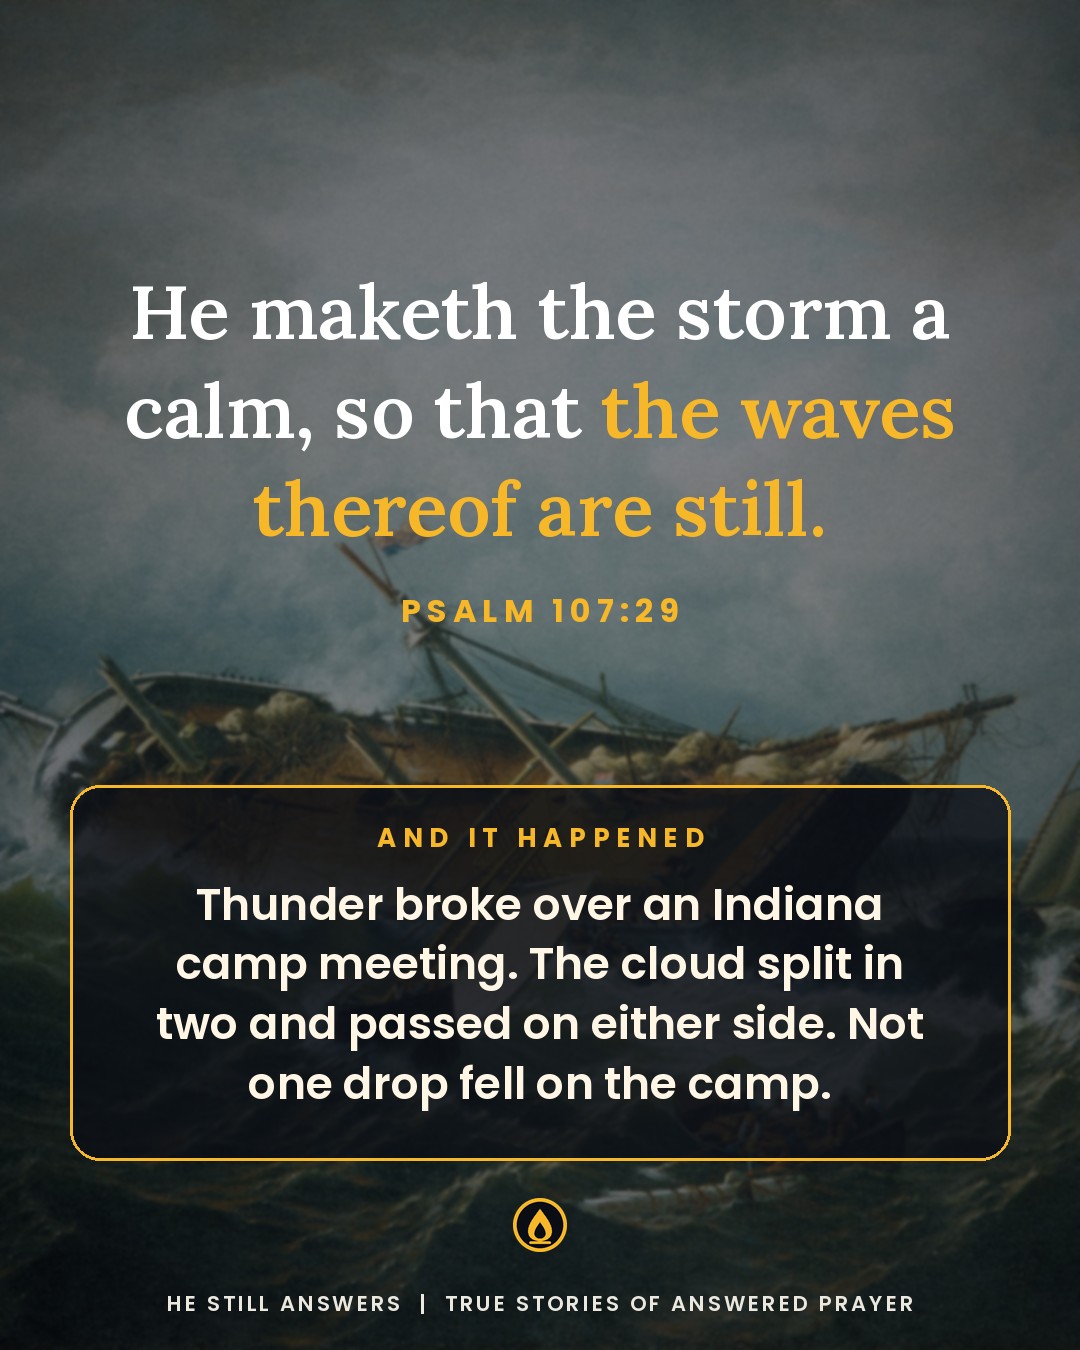 He maketh the storm a
calm, so that the waves
thereof are still.
PSALM 107:29
AND IT HAPPENED
Thunder broke over an Indiana
camp meeting. The cloud split in
two and passed on either side. Not
one drop fell on the camp.
HE STILL ANSWERS | TRUE STORIES OF ANSWERED PRAYER